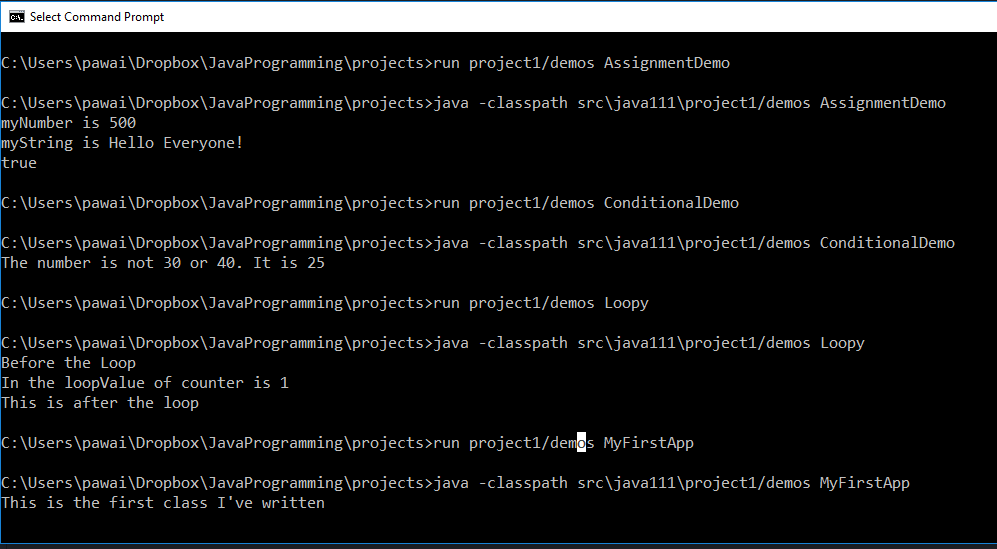 Select Command Prompt
C:\Users\pawai\Dropbox\JavaProgramming\projects>run project1/demos AssignmentDemo
C:\Users\pawai\Dropbox\JavaProgramming\projects>java -classpath src\java111\project1/demos AssignmentDemo
myNumber is 500
myString is Hello Everyone!
true
C:\Users\pawai\Dropbox\JavaProgramming\projects>run project1/demos ConditionalDemo
C:\Users\pawai\Dropbox\JavaProgramming\projects>java -classpath src\java111\project1/demos ConditionalDemo
The number is not 30 or 40. It is 25
C:\Users\pawai\Dropbox\JavaProgramming\projects>run project1/demos Loopy
C:\Users\pawai\Dropbox\JavaProgramming\projects>java -classpath src\java111\project1/demos Loopy
Before the Loop
In the loopValue of counter is 1
This is after the loop
C:\Users\pawai\Dropbox\JavaProgramming\projects>run project1/demos MyFirstApp
C:\Users\pawai\Dropbox\JavaProgramming\projects>java -classpath src\java111\project1/demos MyFirstApp
This is the first class I've written